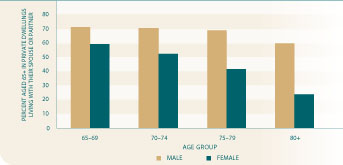 PERCENT AGED 65+ IN PRIVATE DWELLINGS
LIVING WITH THEIR SPOUSE OR PARTNER
80
70
60
50
40
30
20
10
0
65–69 70–74 75–79 80+
AGE GROUP
MALE FEMALE